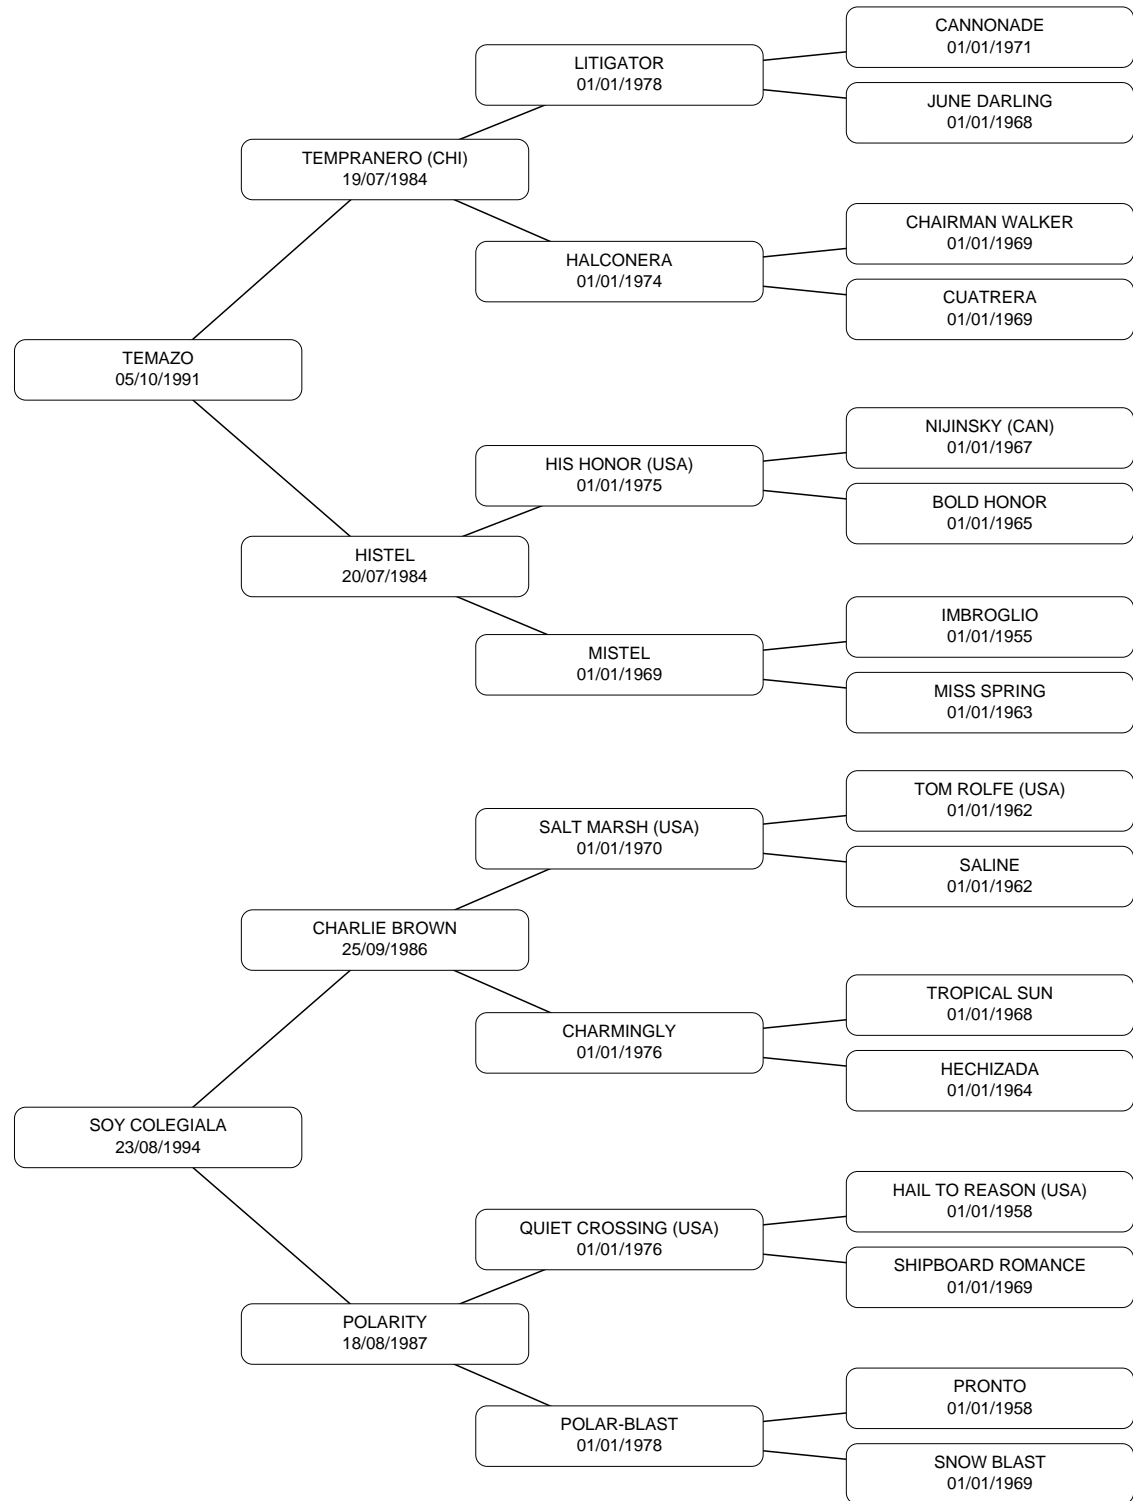 CANNONADE
01/01/1971
LITIGATOR
01/01/1978
JUNE DARLING
01/01/1968
TEMPRANERO (CHI)
19/07/1984
CHAIRMAN WALKER
01/01/1969
HALCONERA
01/01/1974
CUATRERA
01/01/1969
TEMAZO
05/10/1991
NIJINSKY (CAN)
01/01/1967
HIS HONOR (USA)
01/01/1975
BOLD HONOR
01/01/1965
HISTEL
20/07/1984
IMBROGLIO
01/01/1955
MISTEL
01/01/1969
MISS SPRING
01/01/1963
TOM ROLFE (USA)
01/01/1962
SALT MARSH (USA)
01/01/1970
SALINE
01/01/1962
CHARLIE BROWN
25/09/1986
TROPICAL SUN
01/01/1968
CHARMINGLY
01/01/1976
HECHIZADA
01/01/1964
SOY COLEGIALA
23/08/1994
HAIL TO REASON (USA)
01/01/1958
QUIET CROSSING (USA)
01/01/1976
SHIPBOARD ROMANCE
01/01/1969
POLARITY
18/08/1987
PRONTO
01/01/1958
POLAR-BLAST
01/01/1978
SNOW BLAST
01/01/1969